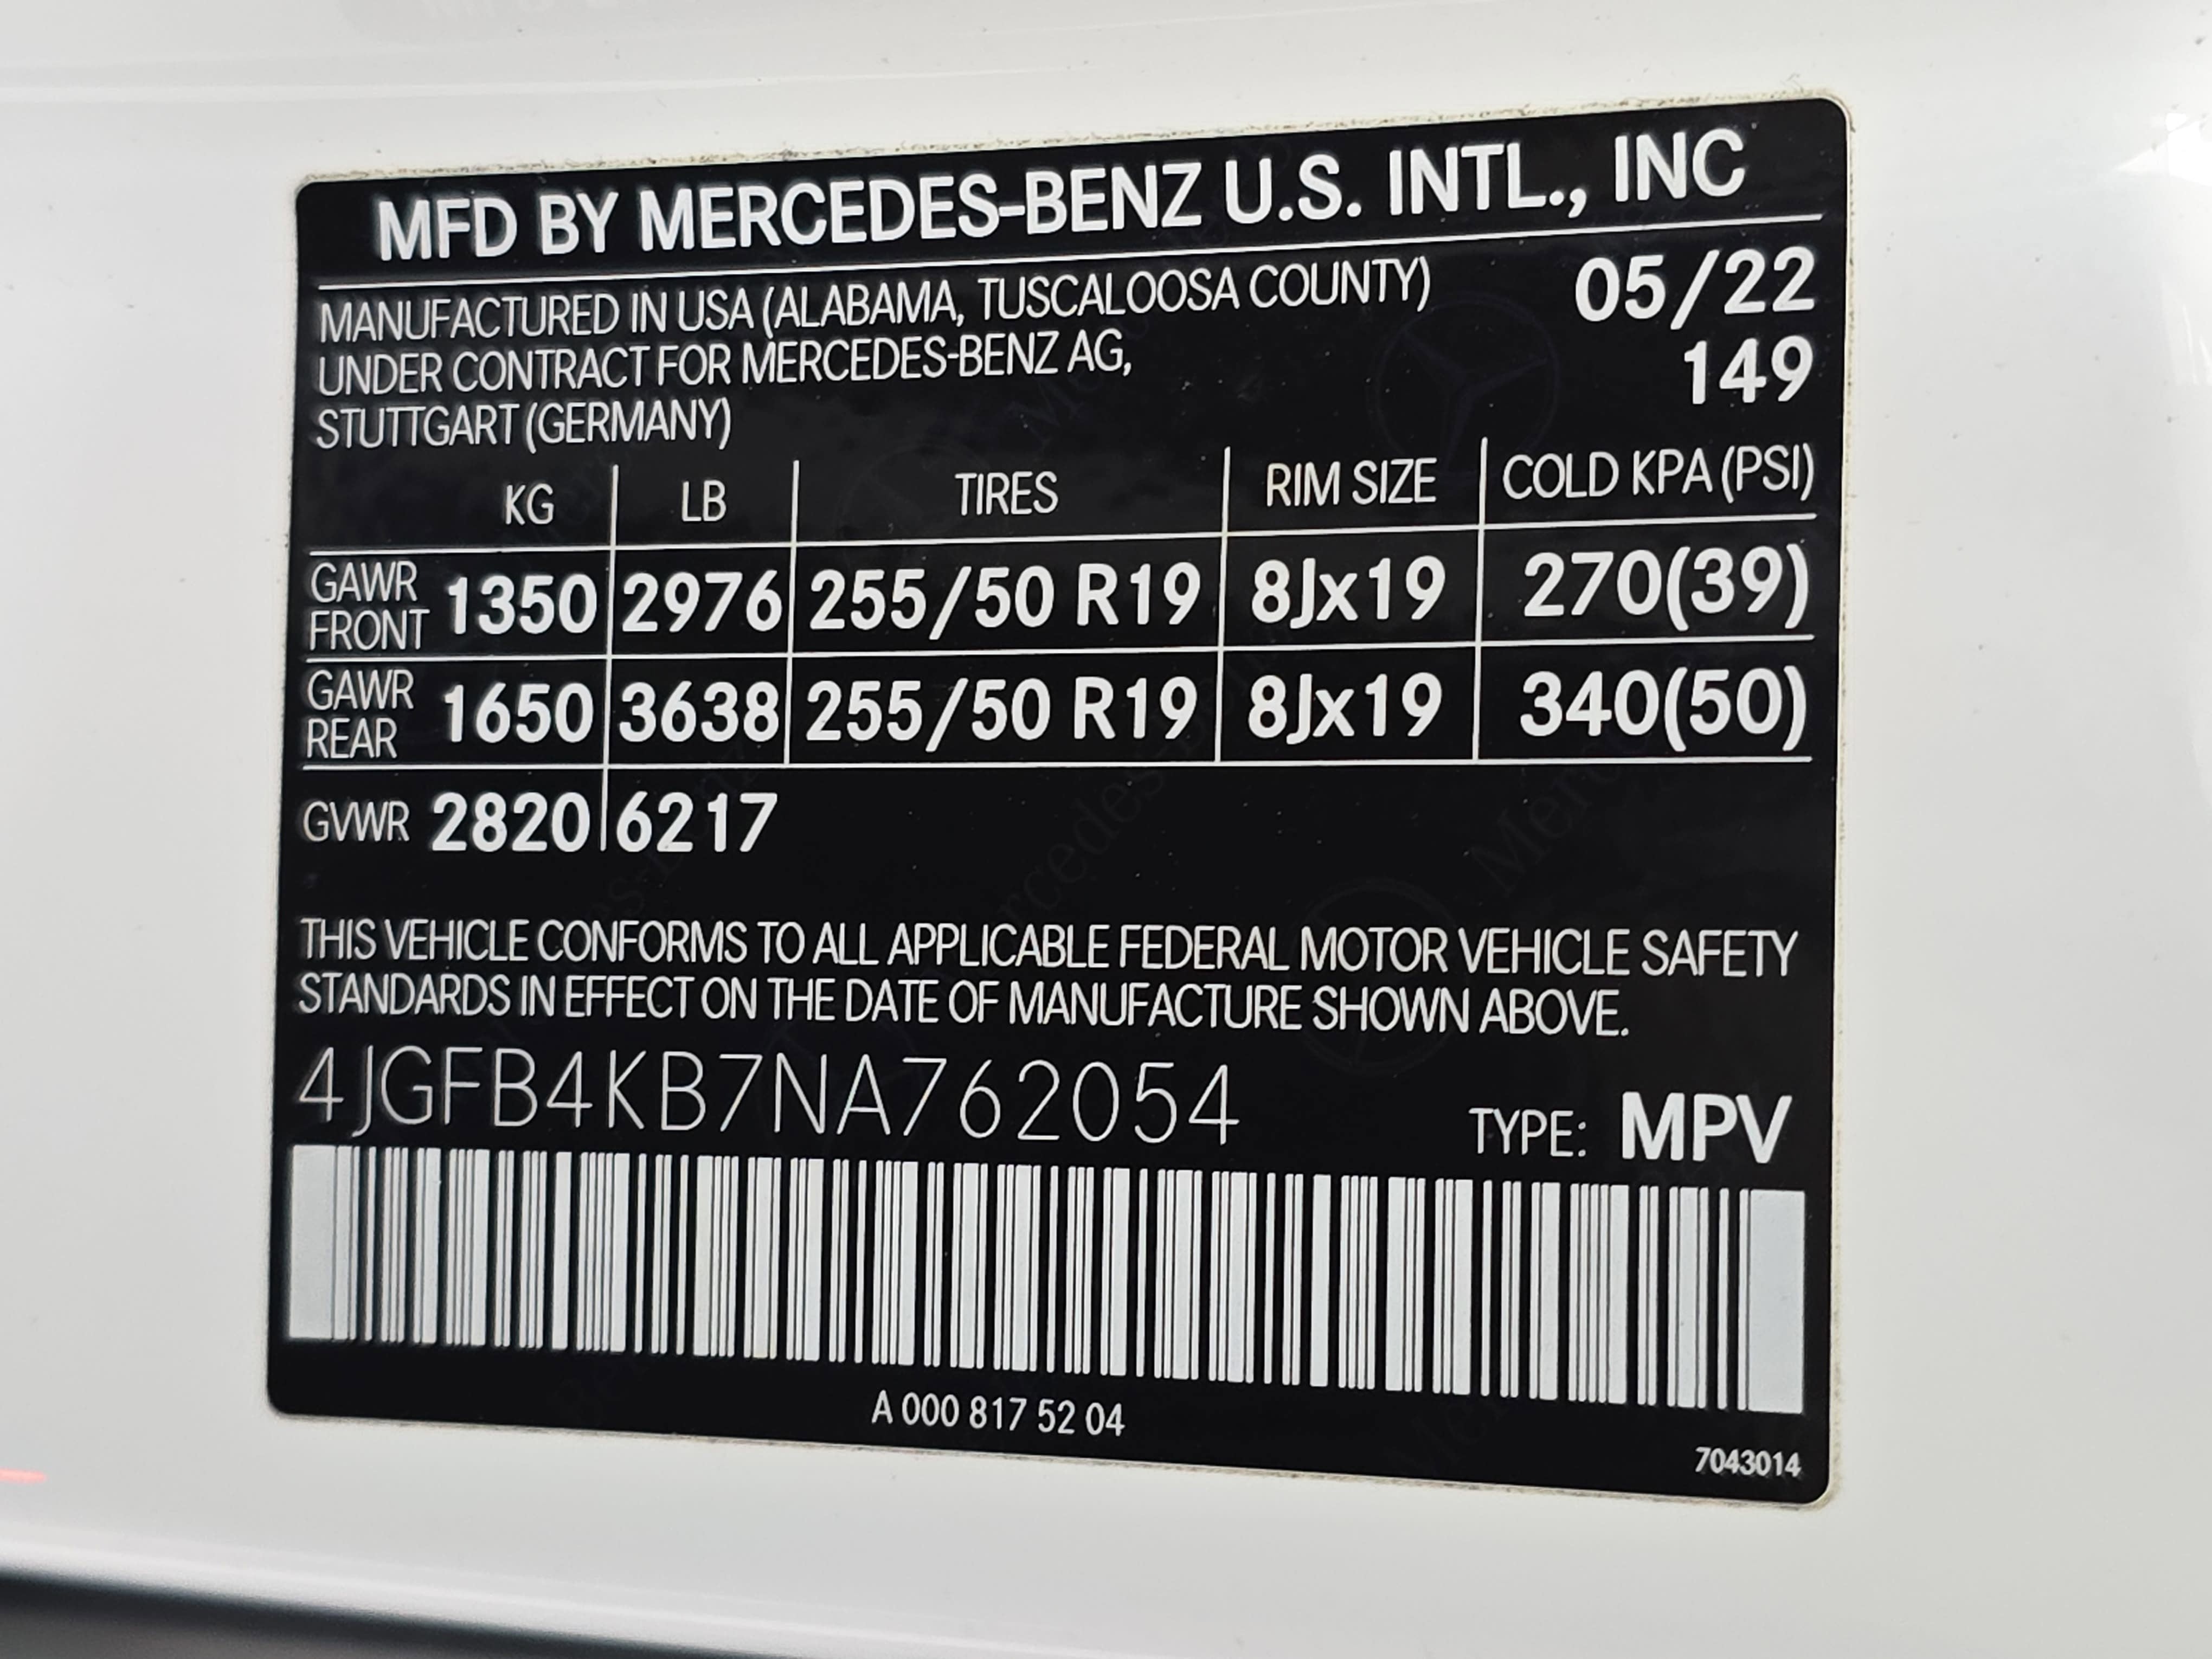 MFD BY MERCEDES-BENZ U.S. INTL., INC
MANUFACTURED IN USA (ALABAMA, TUSCALOOSA COUNTY) 05/22
UNDER CONTRACT FOR MERCEDES-BENZ AG, 149
STUTTGART (GERMANY)
KG LB TIRES RIM SIZE COLD KPA (PSI)
GAWR FRONT 1350 2976 255/50 R19 8Jx19 270(39)
GAWR REAR 1650 3638 255/50 R19 8Jx19 340(50)
GVWR 2820 6217
THIS VEHICLE CONFORMS TO ALL APPLICABLE FEDERAL MOTOR VEHICLE SAFETY
STANDARDS IN EFFECT ON THE DATE OF MANUFACTURE SHOWN ABOVE.
4JGFB4KB7NA762054 TYPE: MPV
A 000 817 52 04
7043014